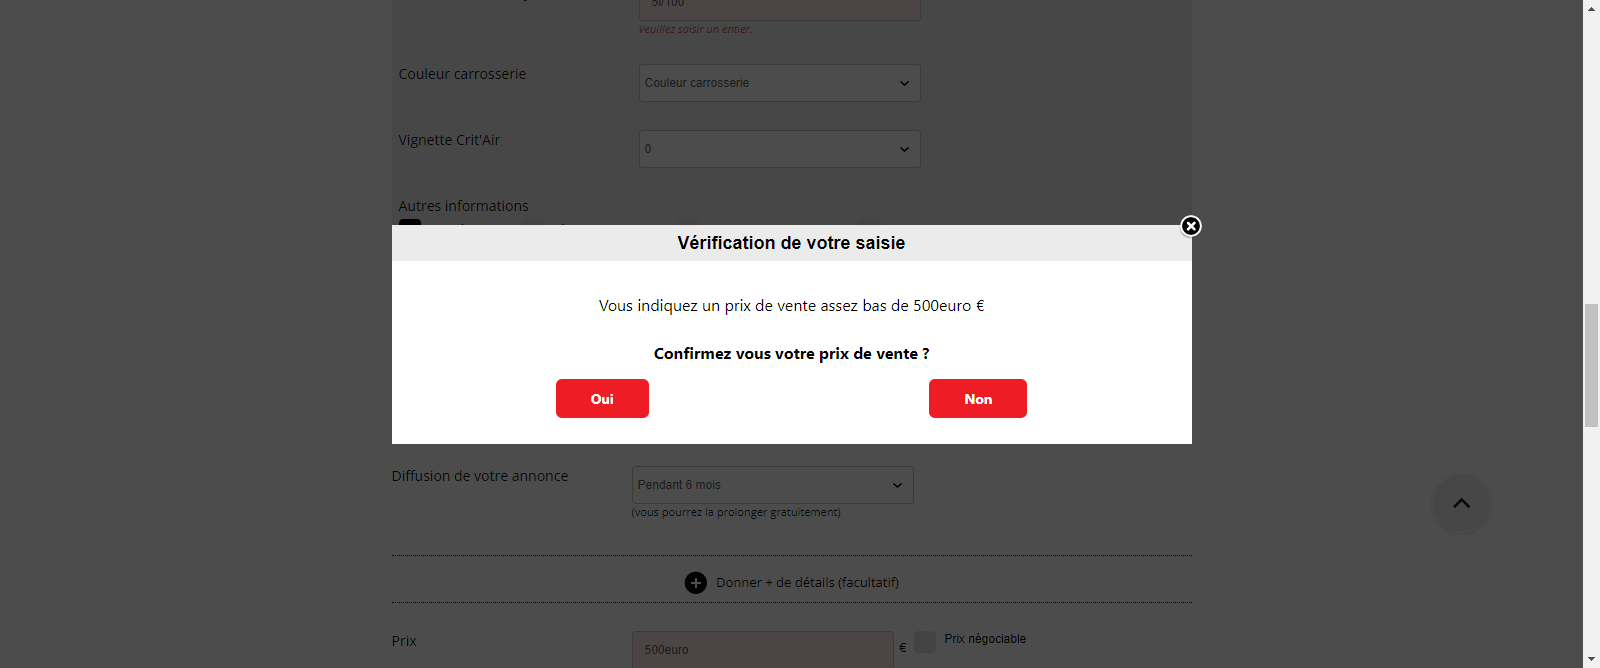 5l/100
Veuillez saisir un entier.
Couleur carrosserie
Couleur carrosserie
Vignette Crit'Air
0
Autres informations
Vérification de votre saisie
Vous indiquez un prix de vente assez bas de 500euro €
Confirmez vous votre prix de vente ?
Oui
Non
Diffusion de votre annonce
Pendant 6 mois
(vous pourrez la prolonger gratuitement)
Donner + de détails (facultatif)
Prix
500euro
€
Prix négociable